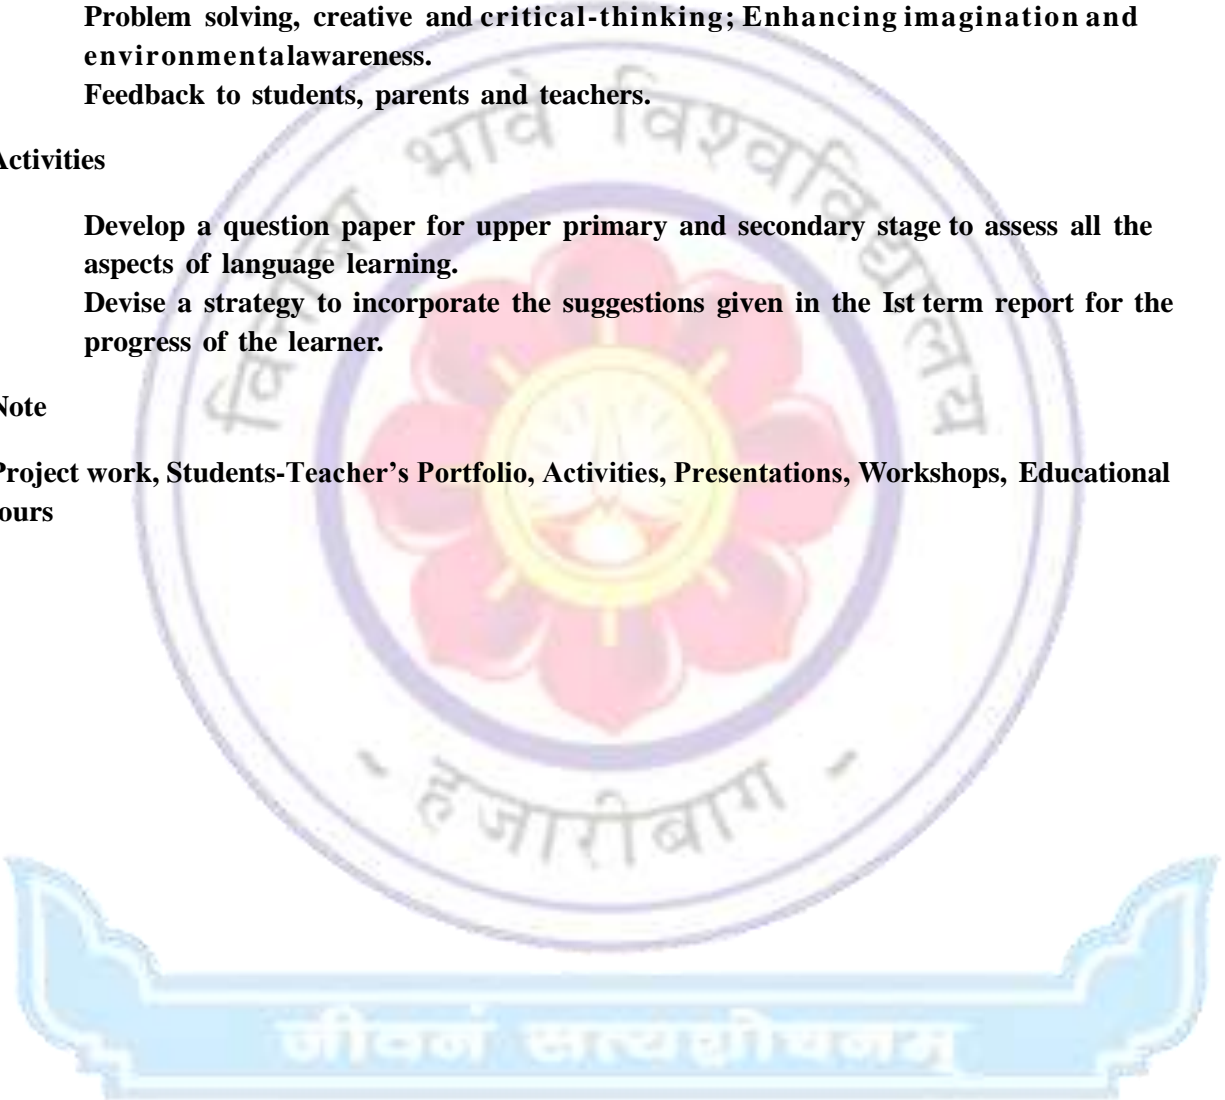 Problem solving, creative and critical-thinking; Enhancing imagination and
environmentalawareness.
Feedback to students, parents and teachers.
Activities
Develop a question paper for upper primary and secondary stage to assess all the
aspects of language learning.
Devise a strategy to incorporate the suggestions given in the Ist term report for the
progress of the learner.
Note
Project work, Students-Teacher's Portfolio, Activities, Presentations, Workshops, Educational
ours
विनोबा भावे विश्वविद्यालय
- हजारीबाग -
जीवनं सत्यशोधनम्